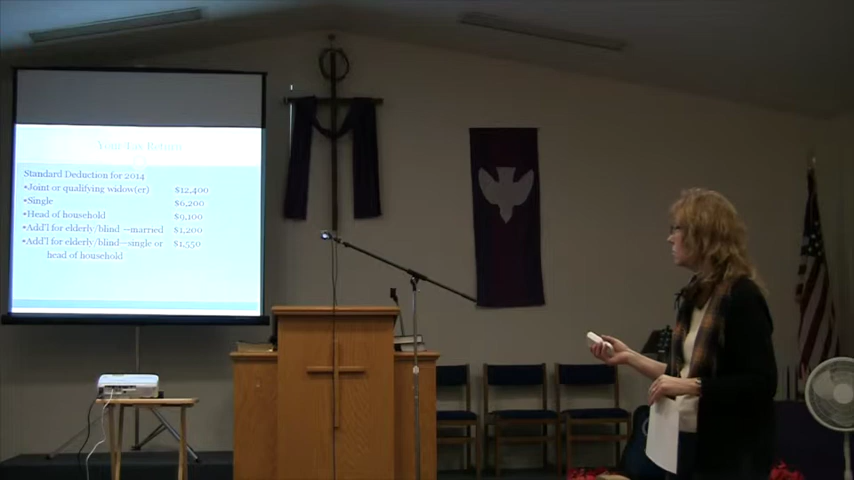 Your Tax Return
Standard Deduction for 2014
•Joint or qualifying widow(er) $12,400
•Single $6,200
•Head of household $9,100
•Add'l for elderly/blind —married $1,200
•Add'l for elderly/blind—single or $1,550
head of household